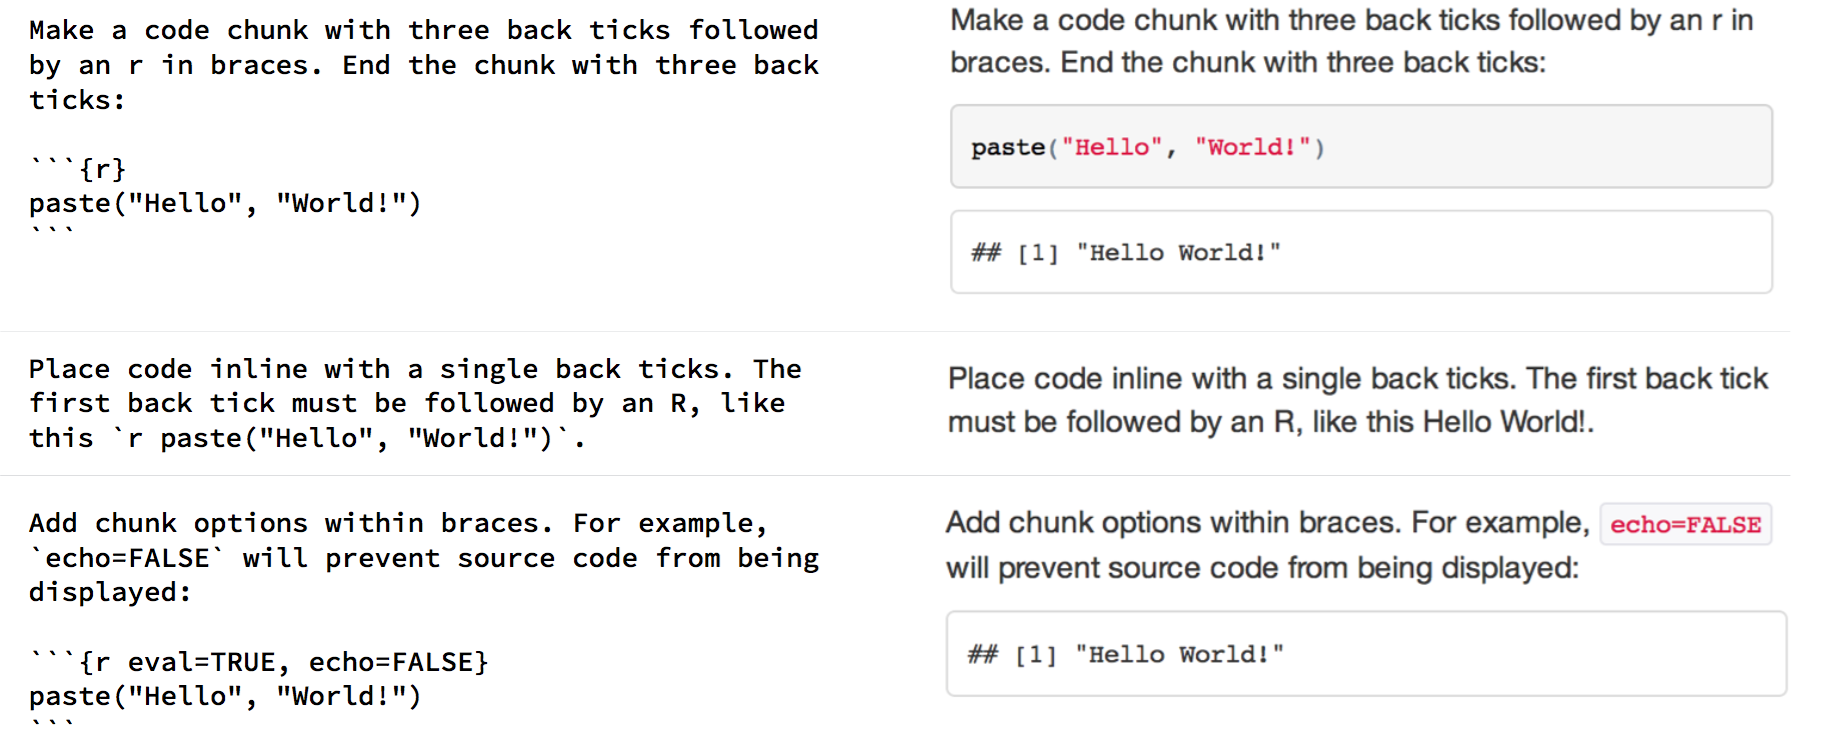 Make a code chunk with three back ticks followed
by an r in braces. End the chunk with three back
ticks:
```{r}
paste("Hello", "World!")
```
Make a code chunk with three back ticks followed by an r in
braces. End the chunk with three back ticks:
paste("Hello", "World!")
## [1] "Hello World!"
Place code inline with a single back ticks. The
first back tick must be followed by an R, like
this `r paste("Hello", "World!")`.
Place code inline with a single back ticks. The first back tick
must be followed by an R, like this Hello World!.
Add chunk options within braces. For example,
`echo=FALSE` will prevent source code from being
displayed:
```{r eval=TRUE, echo=FALSE}
paste("Hello", "World!")
```
Add chunk options within braces. For example, echo=FALSE
will prevent source code from being displayed:
## [1] "Hello World!"